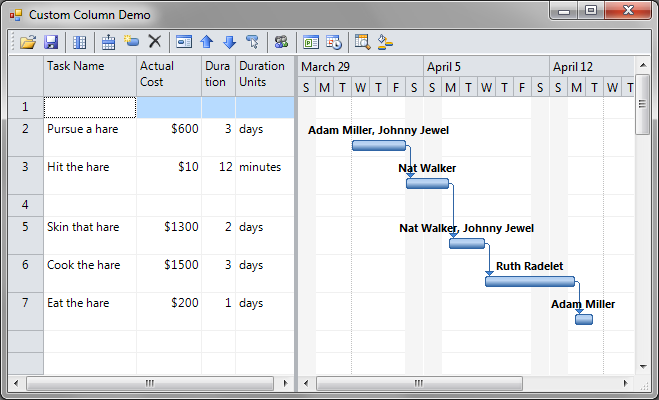 Custom Column Demo
Task Name Actual Cost Dura tion Duration Units
March 29 April 5 April 12
S M T W T F S S M T W T F S S M T W T
1
2 Pursue a hare $600 3 days
Adam Miller, Johnny Jewel
3 Hit the hare $10 12 minutes
Nat Walker
4
5 Skin that hare $1300 2 days
Nat Walker, Johnny Jewel
6 Cook the hare $1500 3 days
Ruth Radelet
7 Eat the hare $200 1 days
Adam Miller